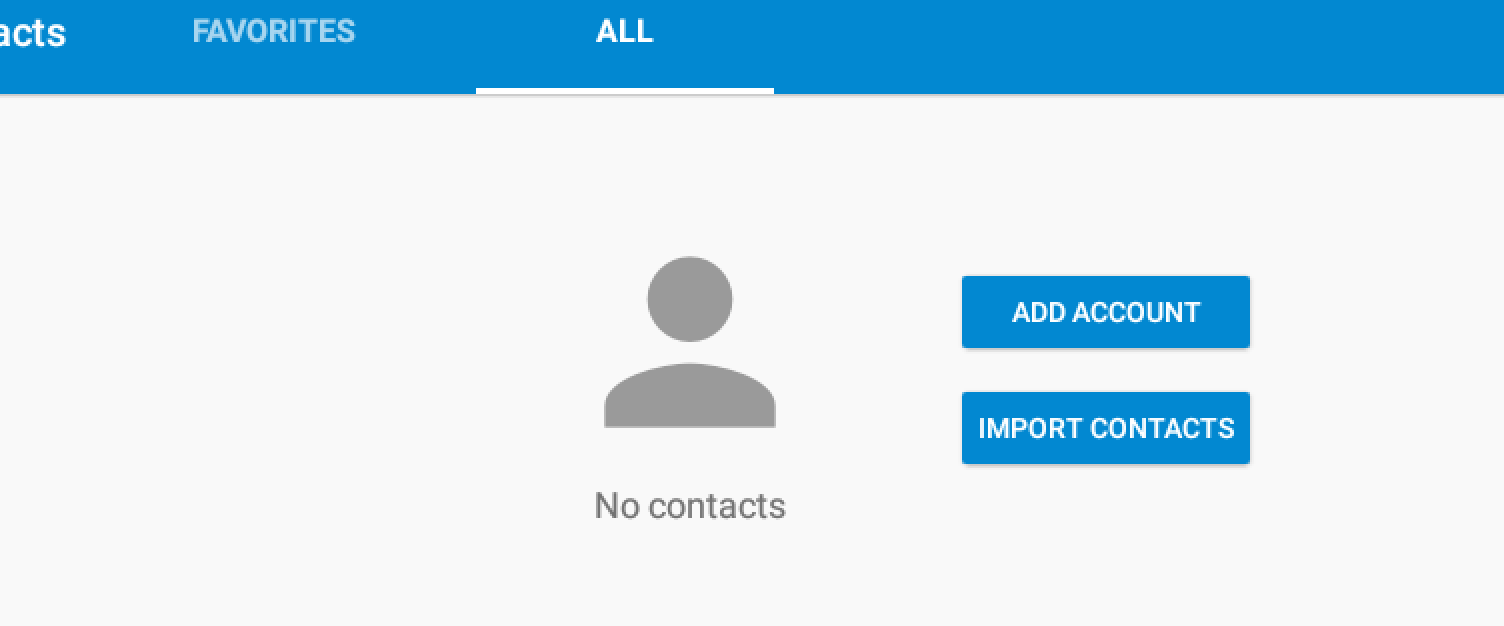 acts
FAVORITES
ALL
ADD ACCOUNT
IMPORT CONTACTS
No contacts